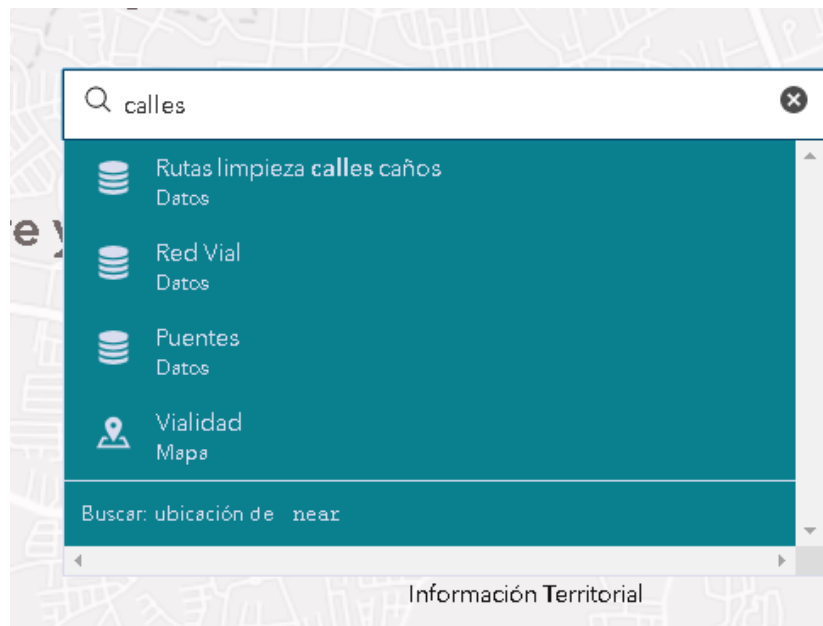 calles
Rutas limpieza calles caños
Datos
e y
Red Vial
Datos
Puentes
Datos
Vialidad
Mapa
Buscar: ubicación de near
Información Territorial